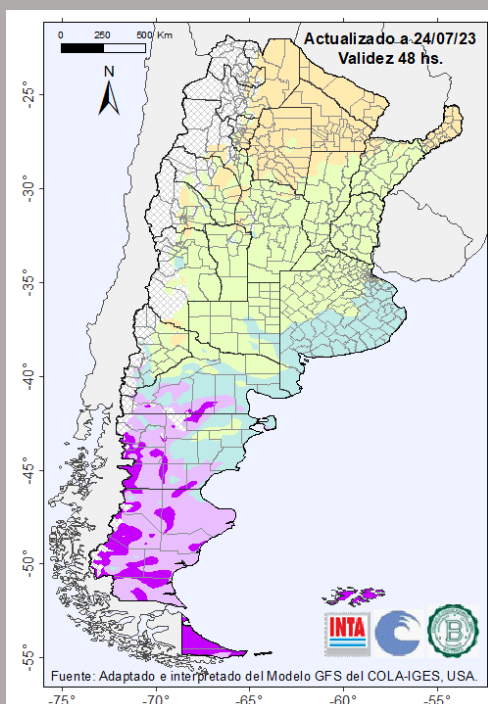 0 250 500 Km
Actualizado a 24/07/23
Validez 48 hs.
N
-25°
-30°
-35°
-40°
-45°
-50°
-55°
INTA
B
Fuente: Adaptado e interpretado del Modelo GFS del COLA-IGES, USA.
-75° -70° -65° -60° -55°